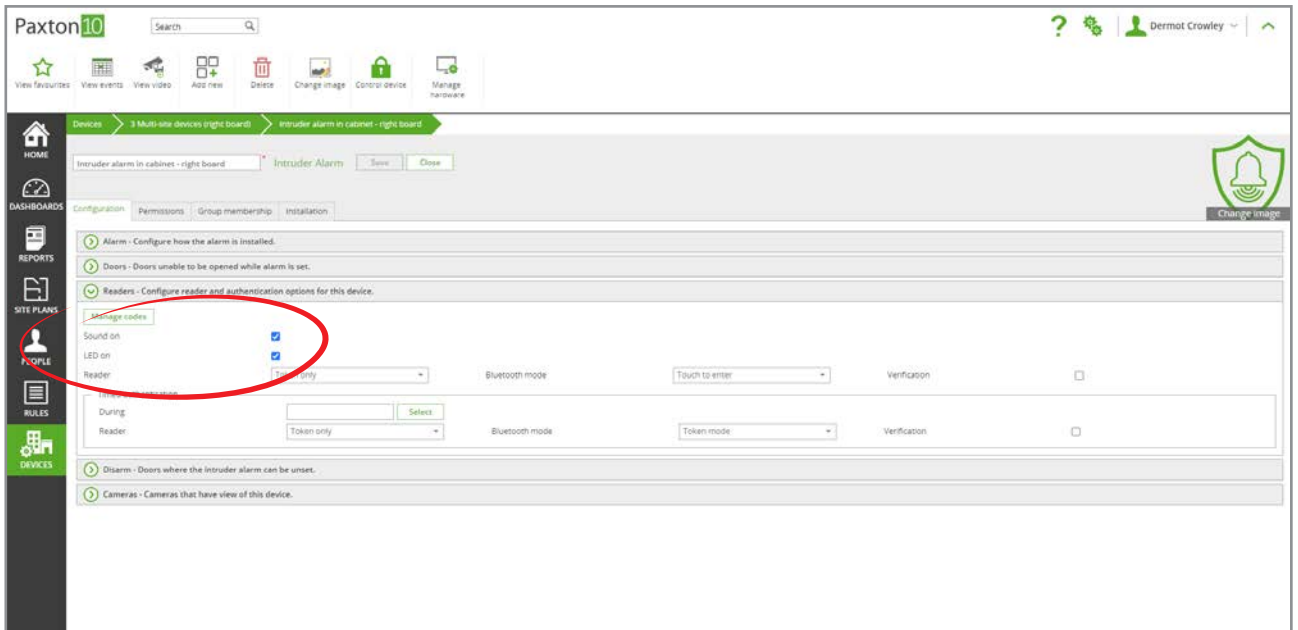 Paxton10
Search
Dermot Crowley
View favourites View events View video Add new Delete Change image Control device Manage hardware
Devices 3 Multi-site devices (right board) Intruder alarm in cabinet - right board
HOME
Intruder alarm in cabinet - right board * Intruder Alarm Save Close
DASHBOARDS
Configuration Permissions Group membership Installation
Change image
REPORTS
Alarm - Configure how the alarm is installed.
Doors - Doors unable to be opened while alarm is set.
Readers - Configure reader and authentication options for this device.
SITE PLANS
Manage codes
Sound on
LED on
PEOPLE
Reader Token only Bluetooth mode Touch to enter Verification
Timed authentication
During Select
RULES
Reader Token only Bluetooth mode Token mode Verification
DEVICES
Disarm - Doors where the intruder alarm can be unset.
Cameras - Cameras that have view of this device.